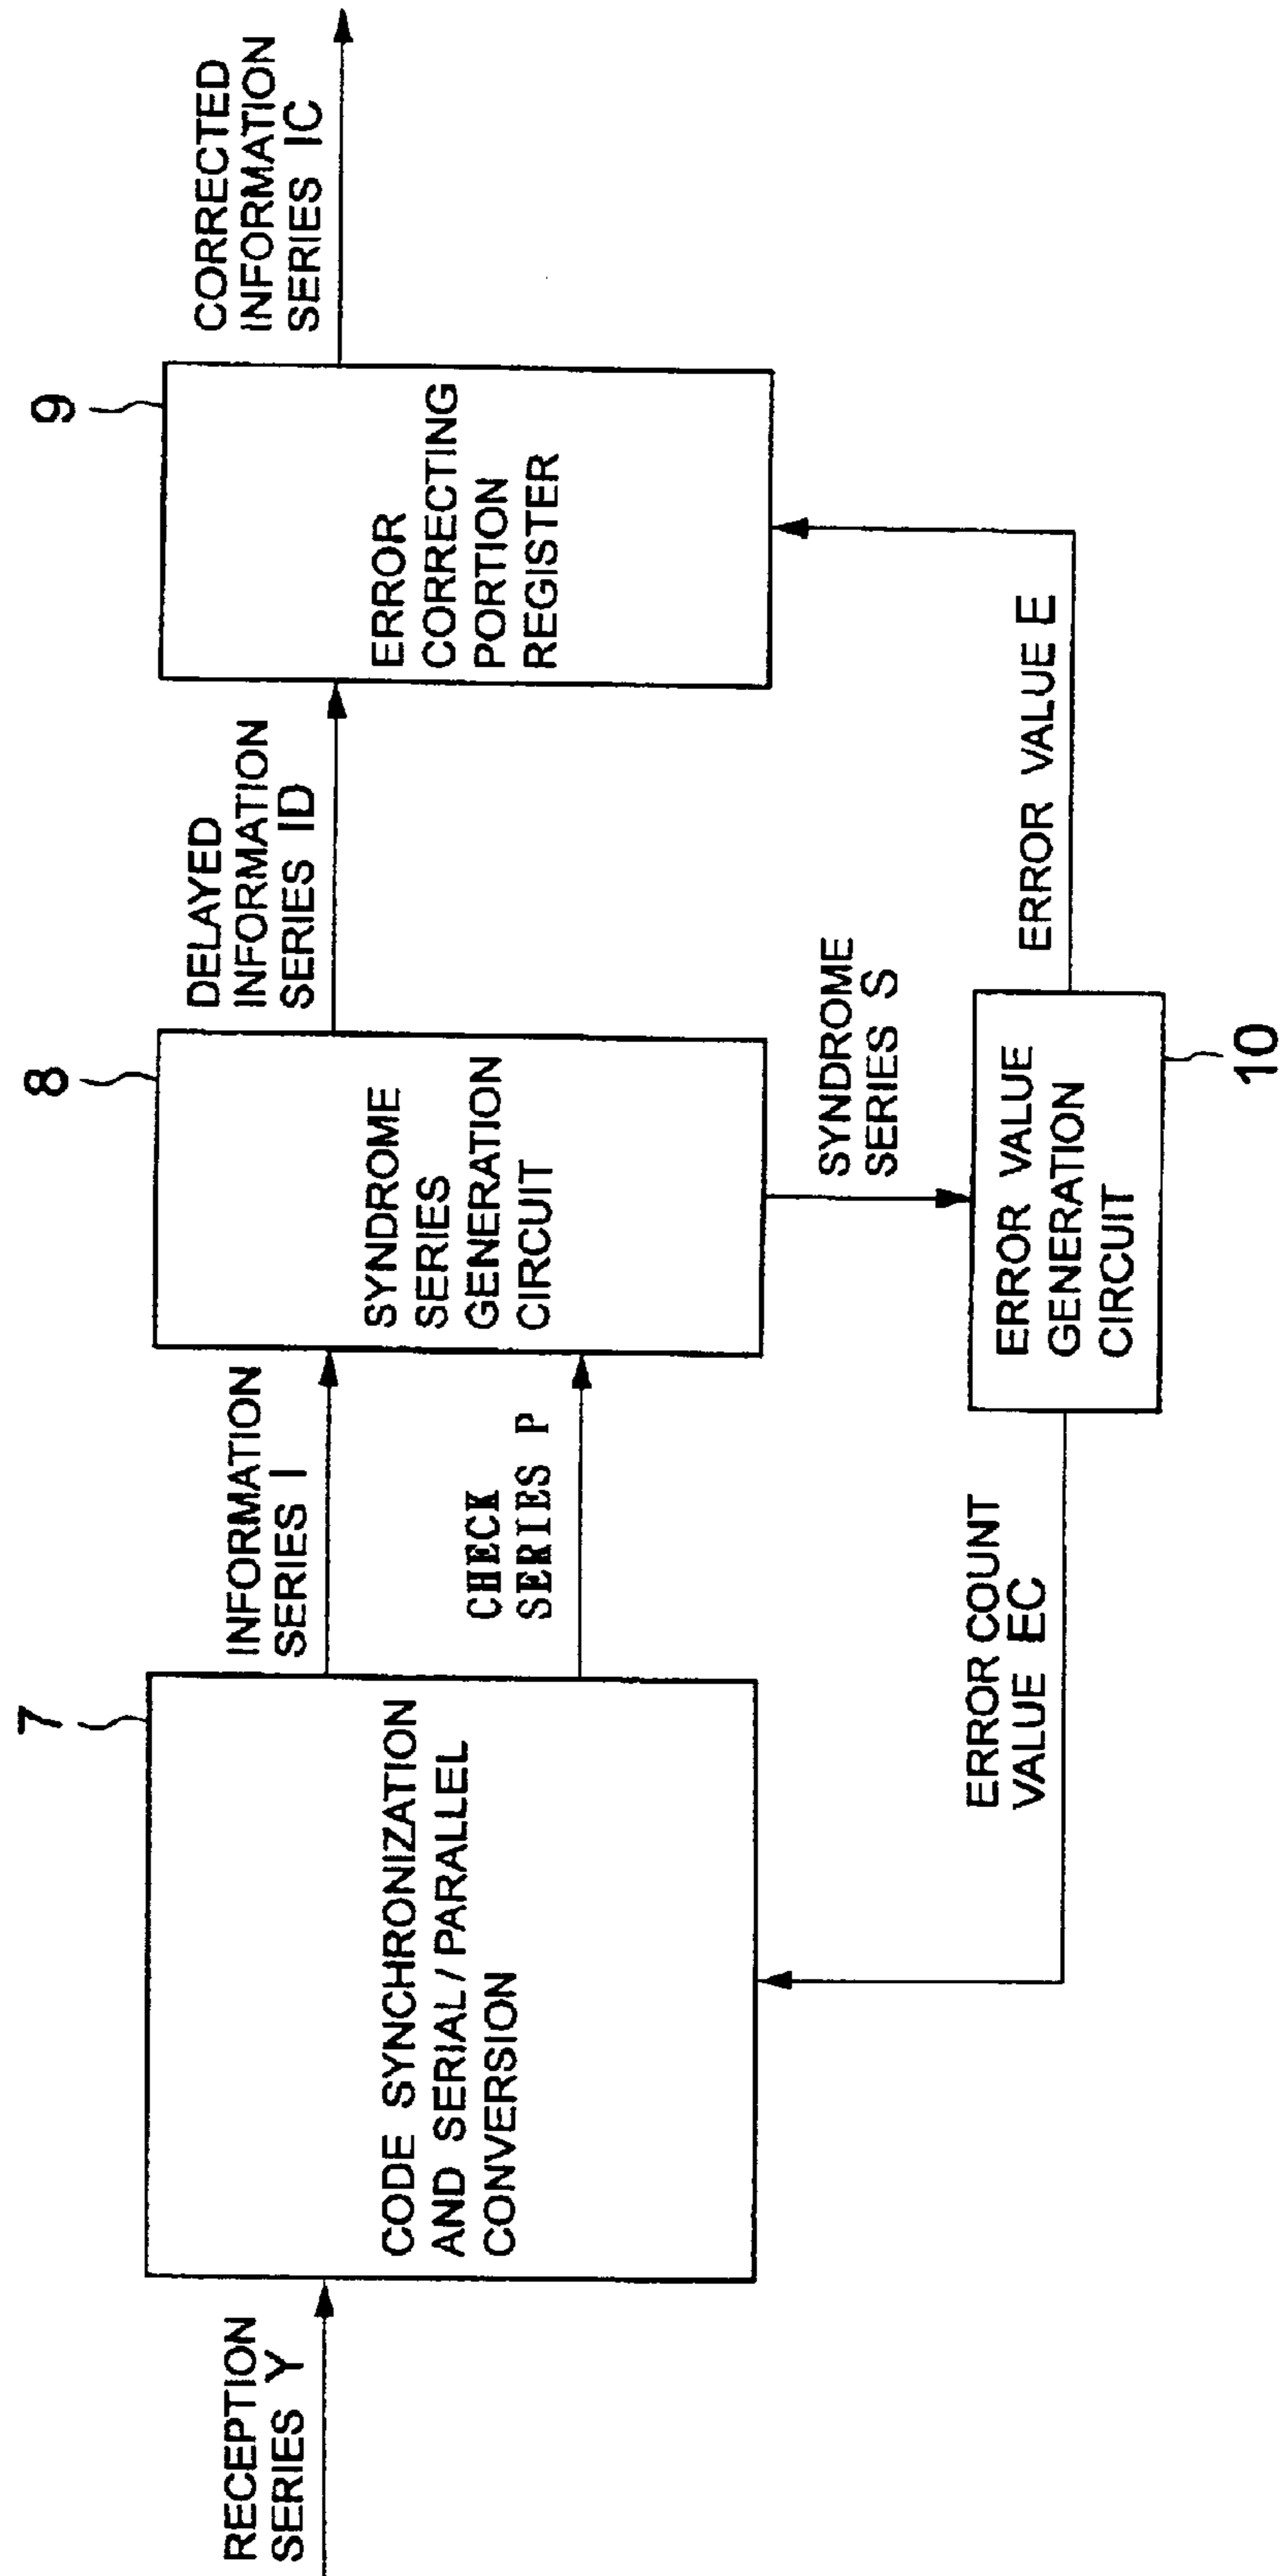 RECEPTION
SERIES Y
7
CODE SYNCHRONIZATION
AND SERIAL / PARALLEL
CONVERSION
INFORMATION
SERIES I
CHECK
SERIES P
ERROR COUNT
VALUE EC
8
SYNDROME
SERIES
GENERATION
CIRCUIT
DELAYED
INFORMATION
SERIES ID
SYNDROME
SERIES S
ERROR VALUE
GENERATION
CIRCUIT
10
ERROR VALUE E
9
ERROR
CORRECTING
PORTION
REGISTER
CORRECTED
INFORMATION
SERIES IC